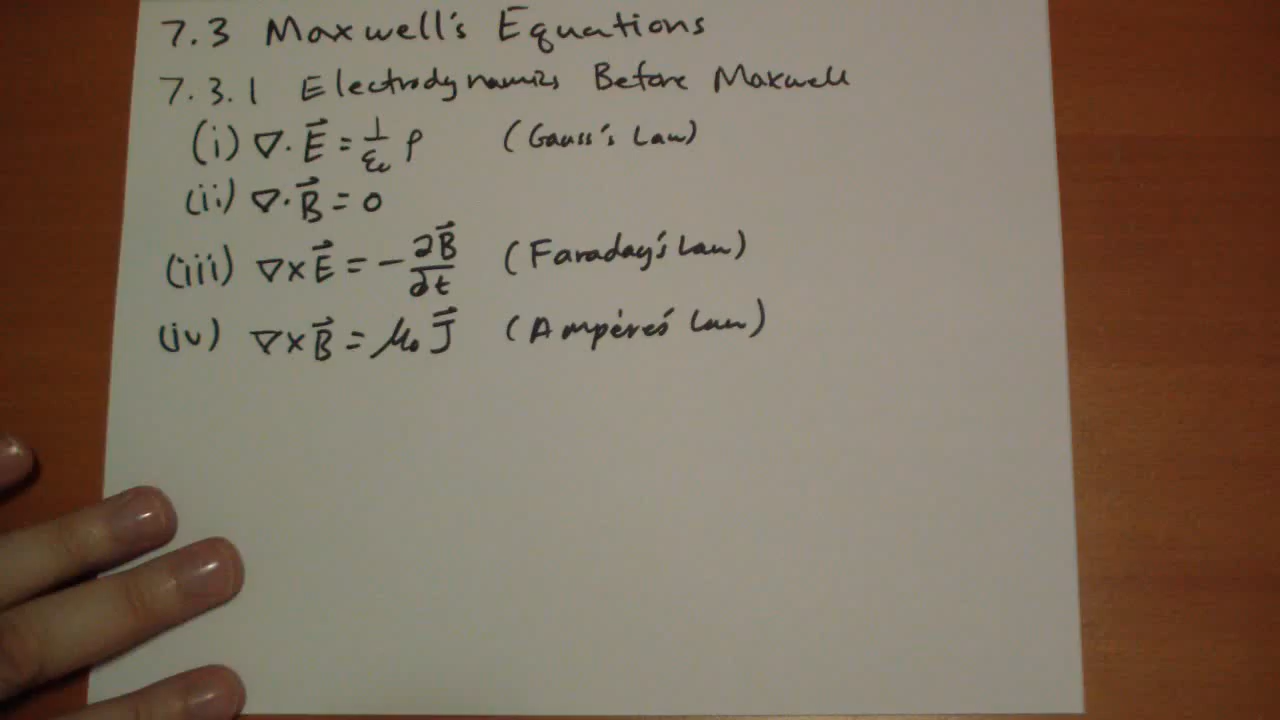 7.3 Maxwell's Equations
7.3.1 Electrodynamics Before Maxwell
(i) ∇· E⃗ = 1/ε₀ ρ (Gauss's Law)
(ii) ∇· B⃗ = 0
(iii) ∇× E⃗ = - ∂B⃗/∂t (Faraday's Law)
(iv) ∇× B⃗ = μ₀ J⃗ (Ampère's Law)